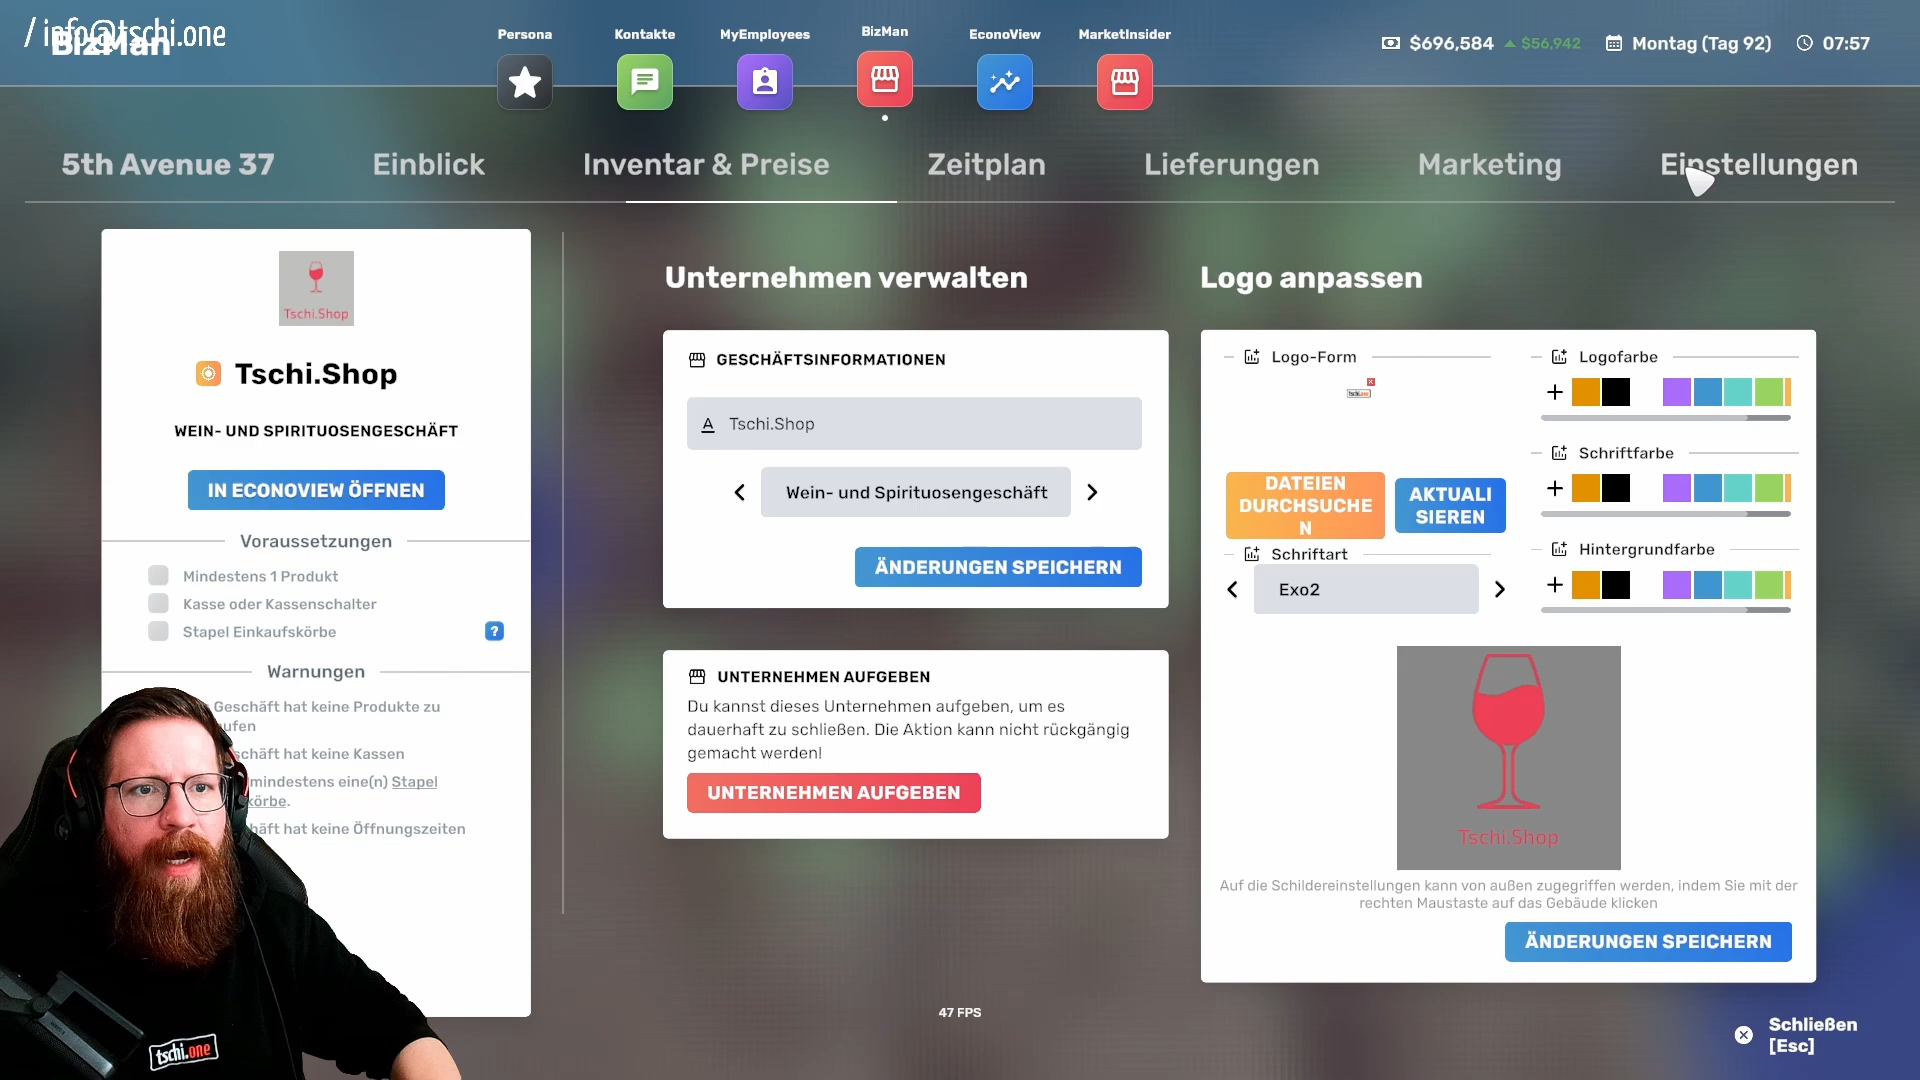 / info@tschi.one
BizMan
Persona
Kontakte
MyEmployees
BizMan
EconoView
MarketInsider
$696,584
$56,942
Montag (Tag 92)
07:57
5th Avenue 37
Einblick
Inventar & Preise
Zeitplan
Lieferungen
Marketing
Einstellungen
Tschi.Shop
Tschi.Shop
WEIN- UND SPIRITUOSENGESCHÄFT
IN ECONOVIEW ÖFFNEN
Voraussetzungen
Mindestens 1 Produkt
Kasse oder Kassenschalter
Stapel Einkaufskörbe
?
Warnungen
Geschäft hat keine Produkte zu
ufen
schäft hat keine Kassen
mindestens eine(n) Stapel
körbe.
häft hat keine Öffnungszeiten
tschi.one
Unternehmen verwalten
GESCHÄFTSINFORMATIONEN
Tschi.Shop
Wein- und Spirituosengeschäft
ÄNDERUNGEN SPEICHERN
UNTERNEHMEN AUFGEBEN
Du kannst dieses Unternehmen aufgeben, um es
dauerhaft zu schließen. Die Aktion kann nicht rückgängig
gemacht werden!
UNTERNEHMEN AUFGEBEN
Logo anpassen
Logo-Form
tschi.one
DATEIEN
DURCHSUCHE
N
AKTUALI
SIEREN
Schriftart
Exo2
Logofarbe
Schriftfarbe
Hintergrundfarbe
Tschi.Shop
Auf die Schildereinstellungen kann von außen zugegriffen werden, indem Sie mit der
rechten Maustaste auf das Gebäude klicken
ÄNDERUNGEN SPEICHERN
47 FPS
Schließen
[Esc]